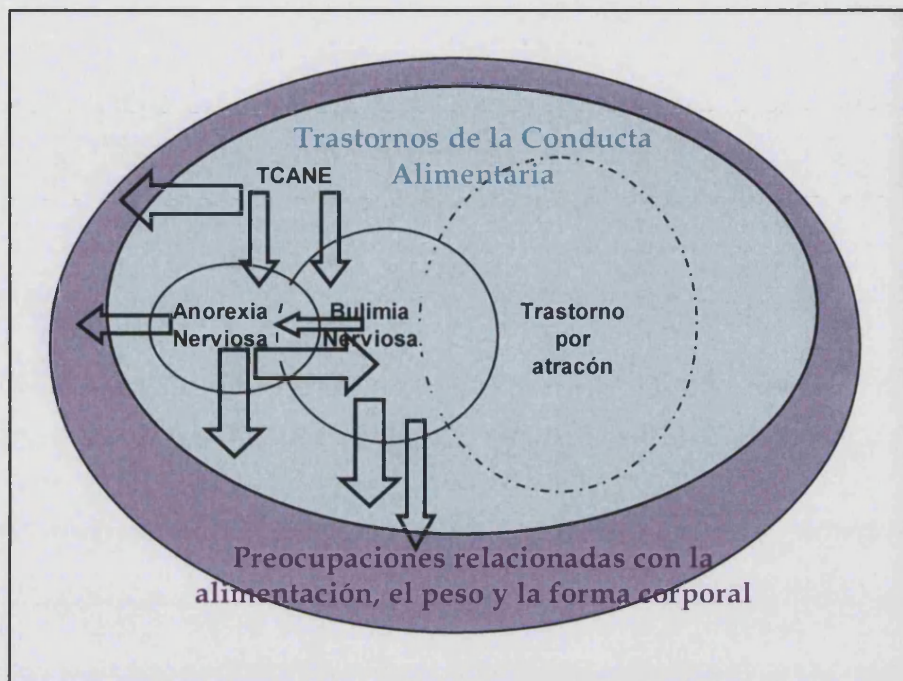 Trastornos de la Conducta
Alimentaria
TCANE
Anorexia
Nerviosa
Bulimia
Nerviosa
Trastorno
por
atracón
Preocupaciones relacionadas con la
alimentación, el peso y la forma corporal